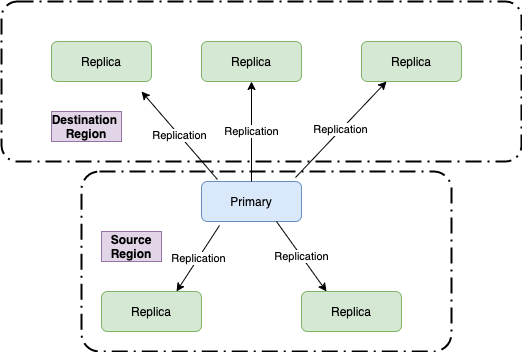 Replica
Replica
Replica
Destination
Region
Replication
Replication
Replication
Primary
Source
Region
Replication
Replication
Replica
Replica